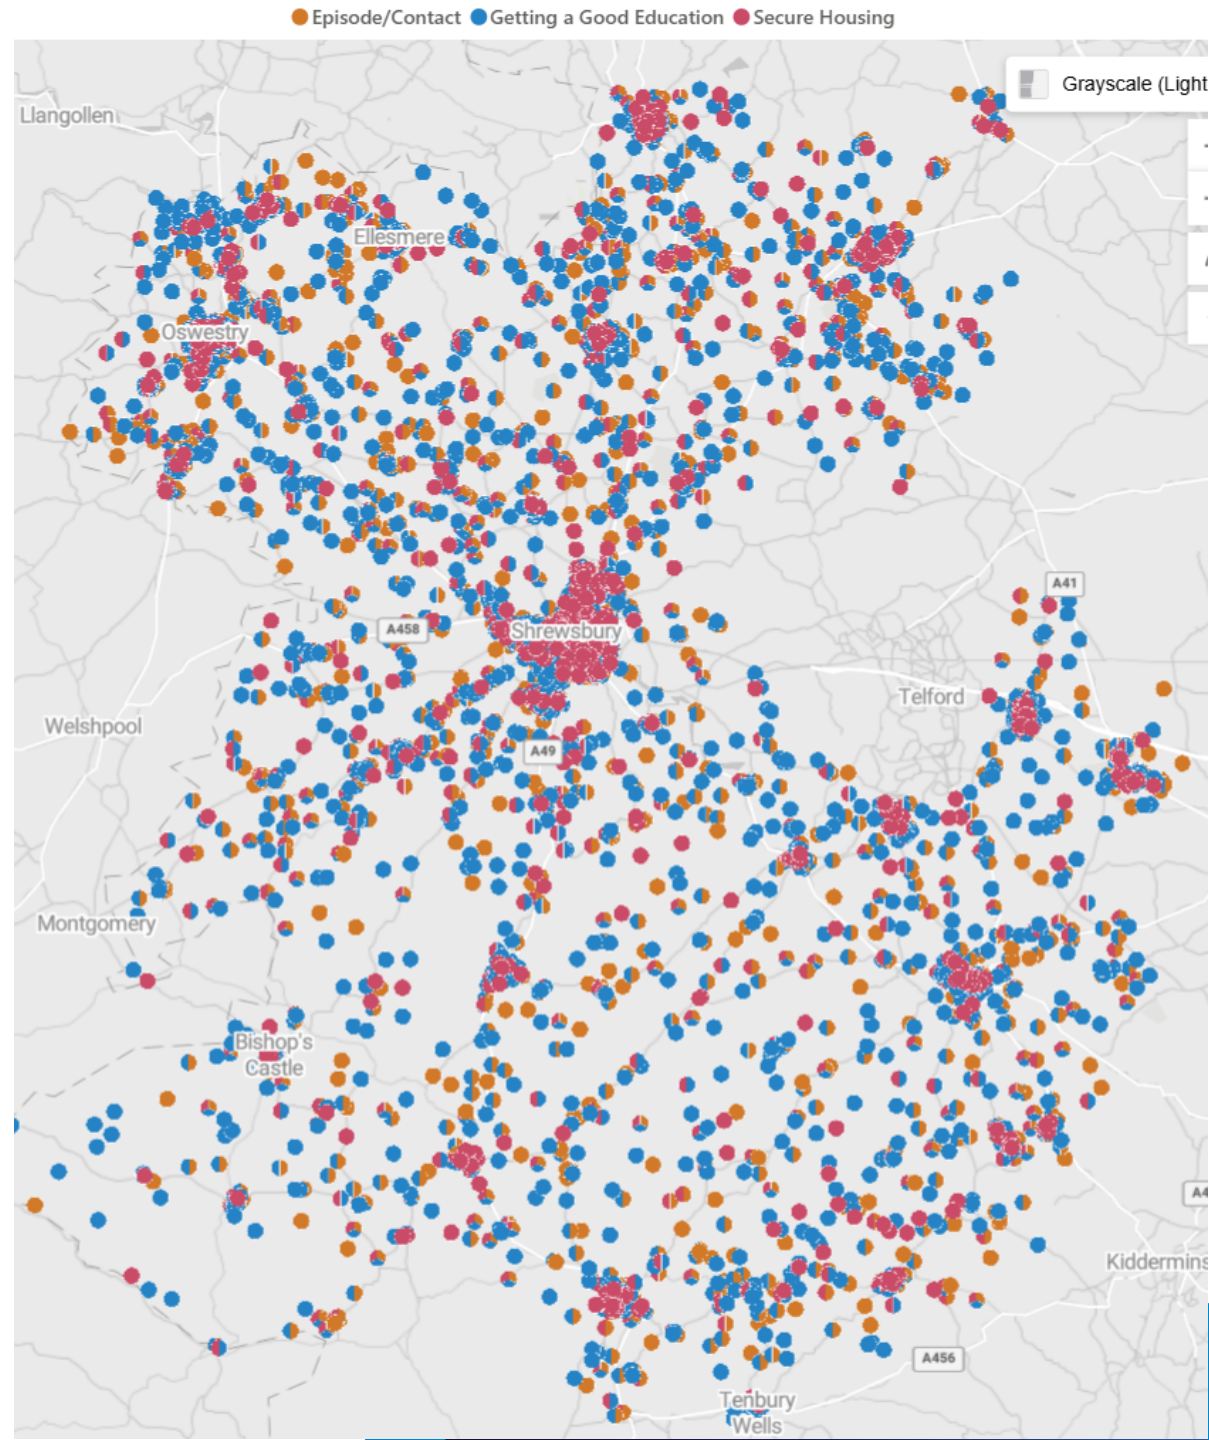 Episode/Contact Getting a Good Education Secure Housing
Grayscale (Light
Llangollen
Ellesmere
Oswestry
A41
A458
Shrewsbury
Telford
Welshpool
A49
Montgomery
Bishop's
Castle
A4
Kiddermins
A456
Tenbury
Wells